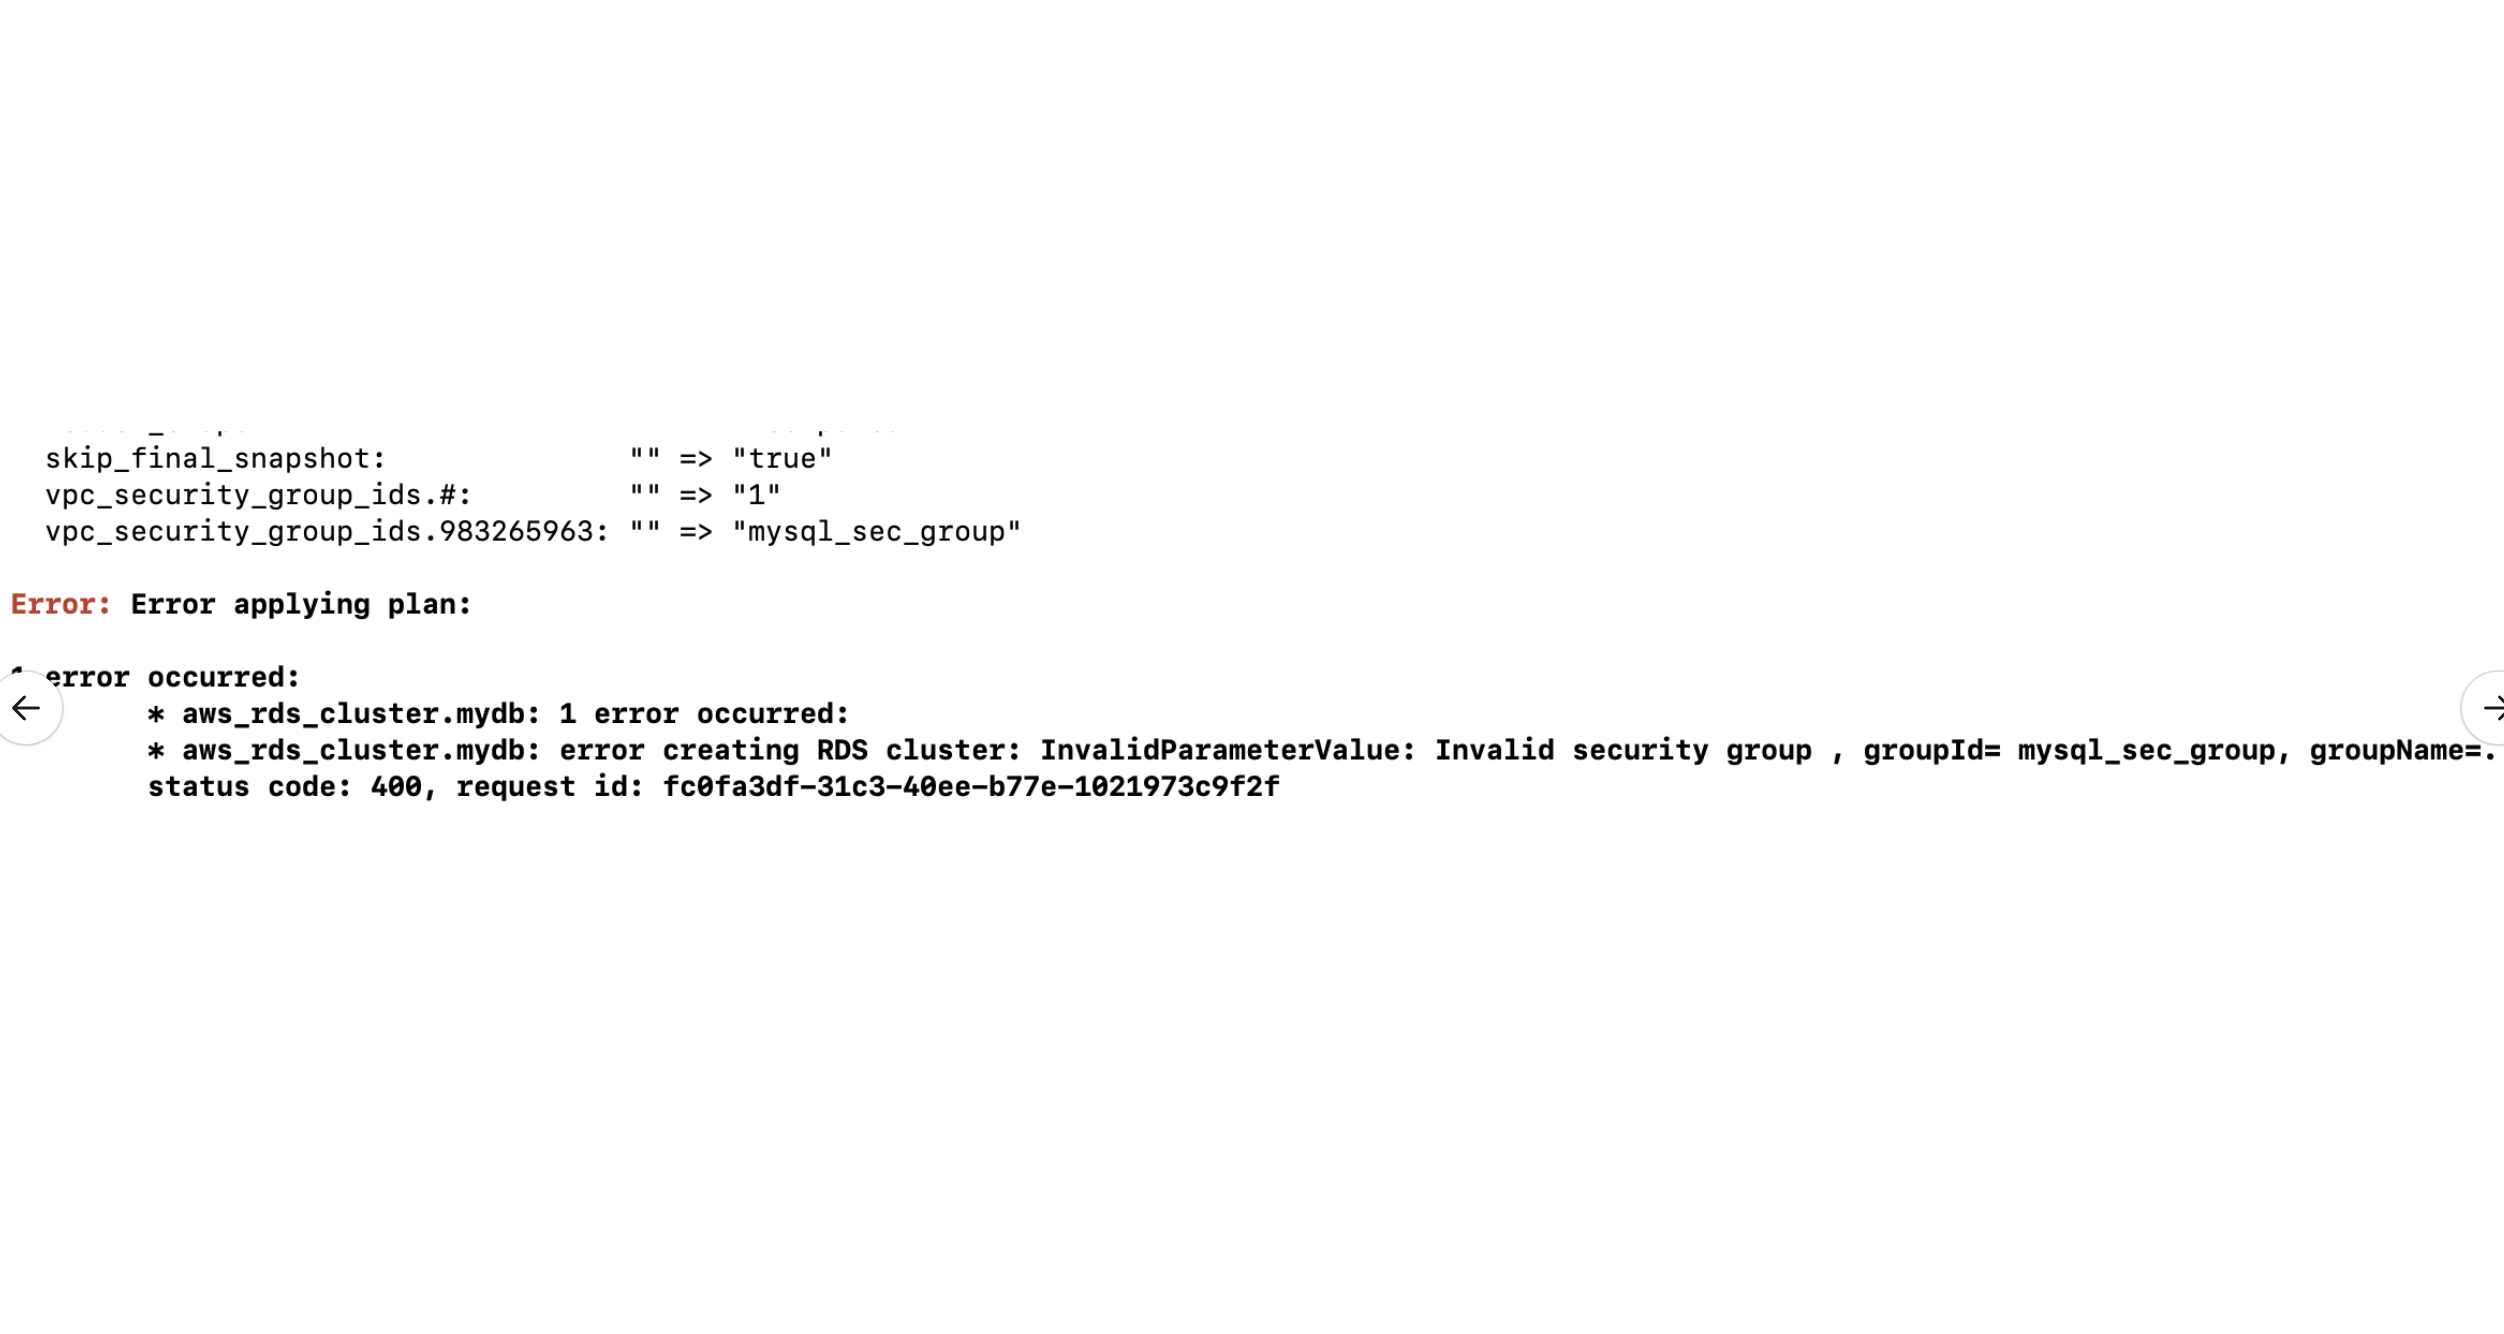 skip_final_snapshot: "" => "true"
vpc_security_group_ids.#: "" => "1"
vpc_security_group_ids.983265963: "" => "mysql_sec_group"
Error: Error applying plan:
1 error occurred:
* aws_rds_cluster.mydb: 1 error occurred:
* aws_rds_cluster.mydb: error creating RDS cluster: InvalidParameterValue: Invalid security group , groupId= mysql_sec_group, groupName=.
status code: 400, request id: fc0fa3df-31c3-40ee-b77e-1021973c9f2f